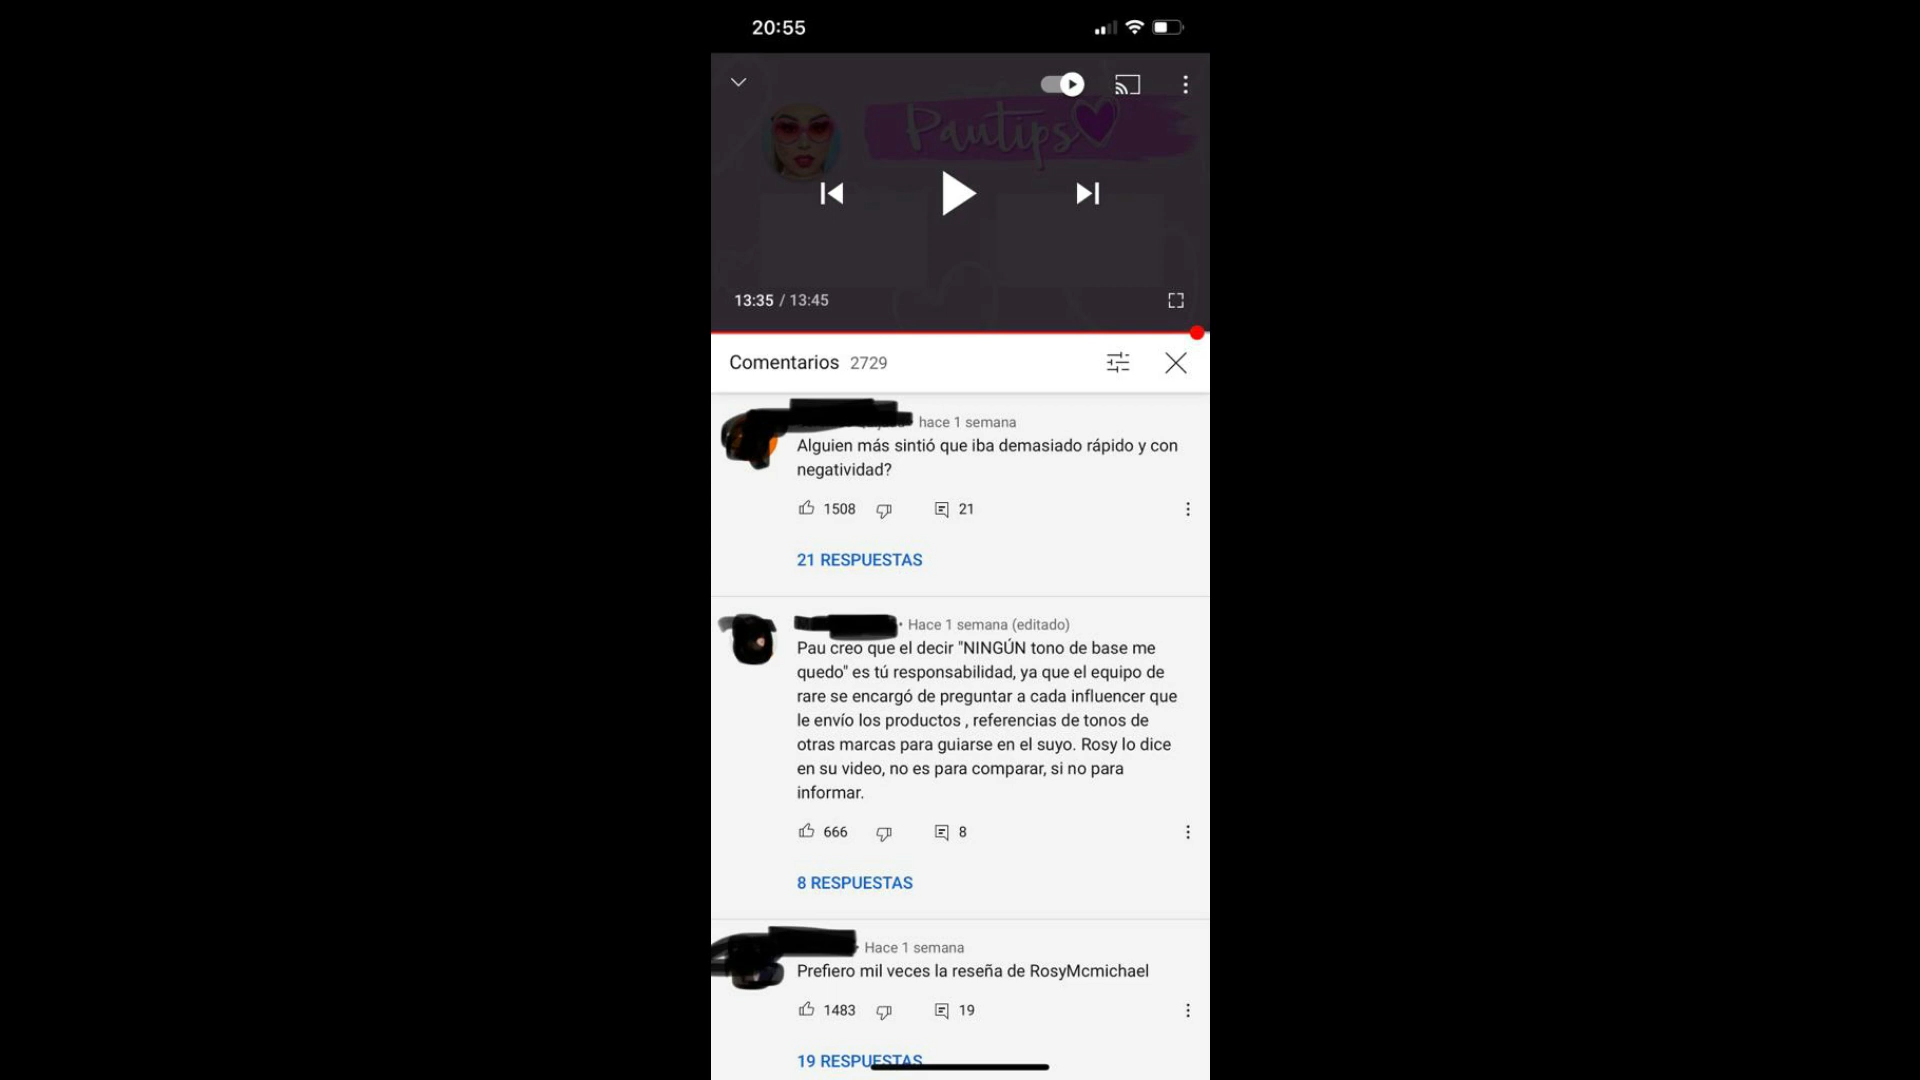 20:55
Pautips
13:35 / 13:45
Comentarios 2729
hace 1 semana
Alguien más sintió que iba demasiado rápido y con
negatividad?
1508 21
21 RESPUESTAS
Hace 1 semana (editado)
Pau creo que el decir "NINGÚN tono de base me
quedo" es tú responsabilidad, ya que el equipo de
rare se encargó de preguntar a cada influencer que
le envío los productos , referencias de tonos de
otras marcas para guiarse en el suyo. Rosy lo dice
en su video, no es para comparar, si no para
informar.
666 8
8 RESPUESTAS
Hace 1 semana
Prefiero mil veces la reseña de RosyMcmichael
1483 19
19 RESPUESTAS